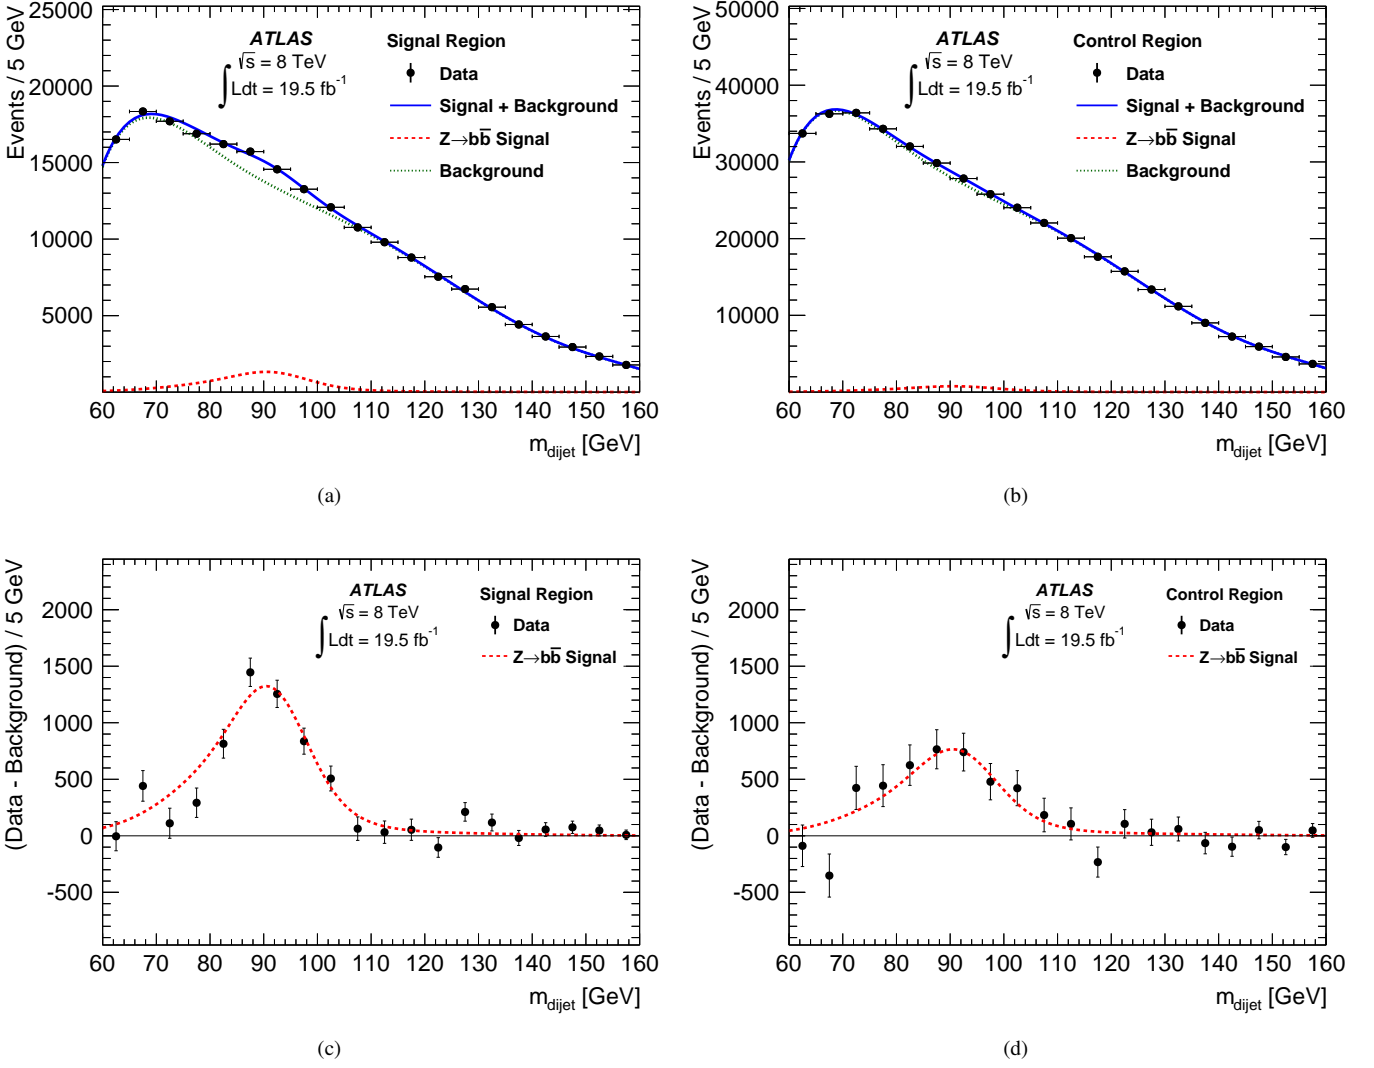 Events / 5 GeV
25000
20000
15000
10000
5000
ATLAS
√s = 8 TeV
∫ Ldt = 19.5 fb⁻¹
Signal Region
Data
Signal + Background
Z→bb̅ Signal
Background
60 70 80 90 100 110 120 130 140 150 160
m_dijet [GeV]
(a)
Events / 5 GeV
50000
40000
30000
20000
10000
ATLAS
√s = 8 TeV
∫ Ldt = 19.5 fb⁻¹
Control Region
Data
Signal + Background
Z→bb̅ Signal
Background
60 70 80 90 100 110 120 130 140 150 160
m_dijet [GeV]
(b)
(Data - Background) / 5 GeV
2000
1500
1000
500
0
-500
ATLAS
√s = 8 TeV
∫ Ldt = 19.5 fb⁻¹
Signal Region
Data
Z→bb̅ Signal
60 70 80 90 100 110 120 130 140 150 160
m_dijet [GeV]
(c)
(Data - Background) / 5 GeV
2000
1500
1000
500
0
-500
ATLAS
√s = 8 TeV
∫ Ldt = 19.5 fb⁻¹
Control Region
Data
Z→bb̅ Signal
60 70 80 90 100 110 120 130 140 150 160
m_dijet [GeV]
(d)